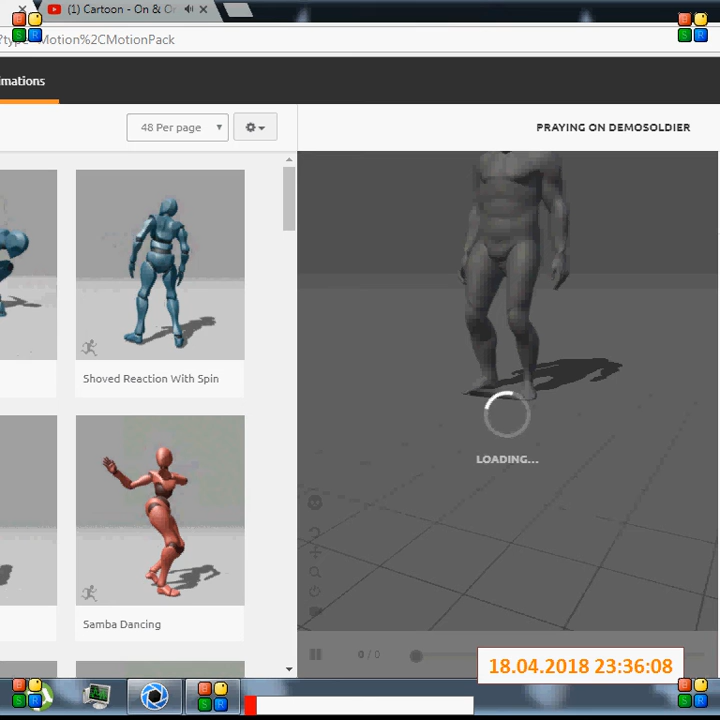 (1) Cartoon - On & O
?type=Motion%2CMotionPack
mations
48 Per page
PRAYING ON DEMOSOLDIER
Shoved Reaction With Spin
LOADING...
Samba Dancing
0 / 0
18.04.2018 23:36:08
B
S R
B
S R
B
S R
B
S R
B
S R